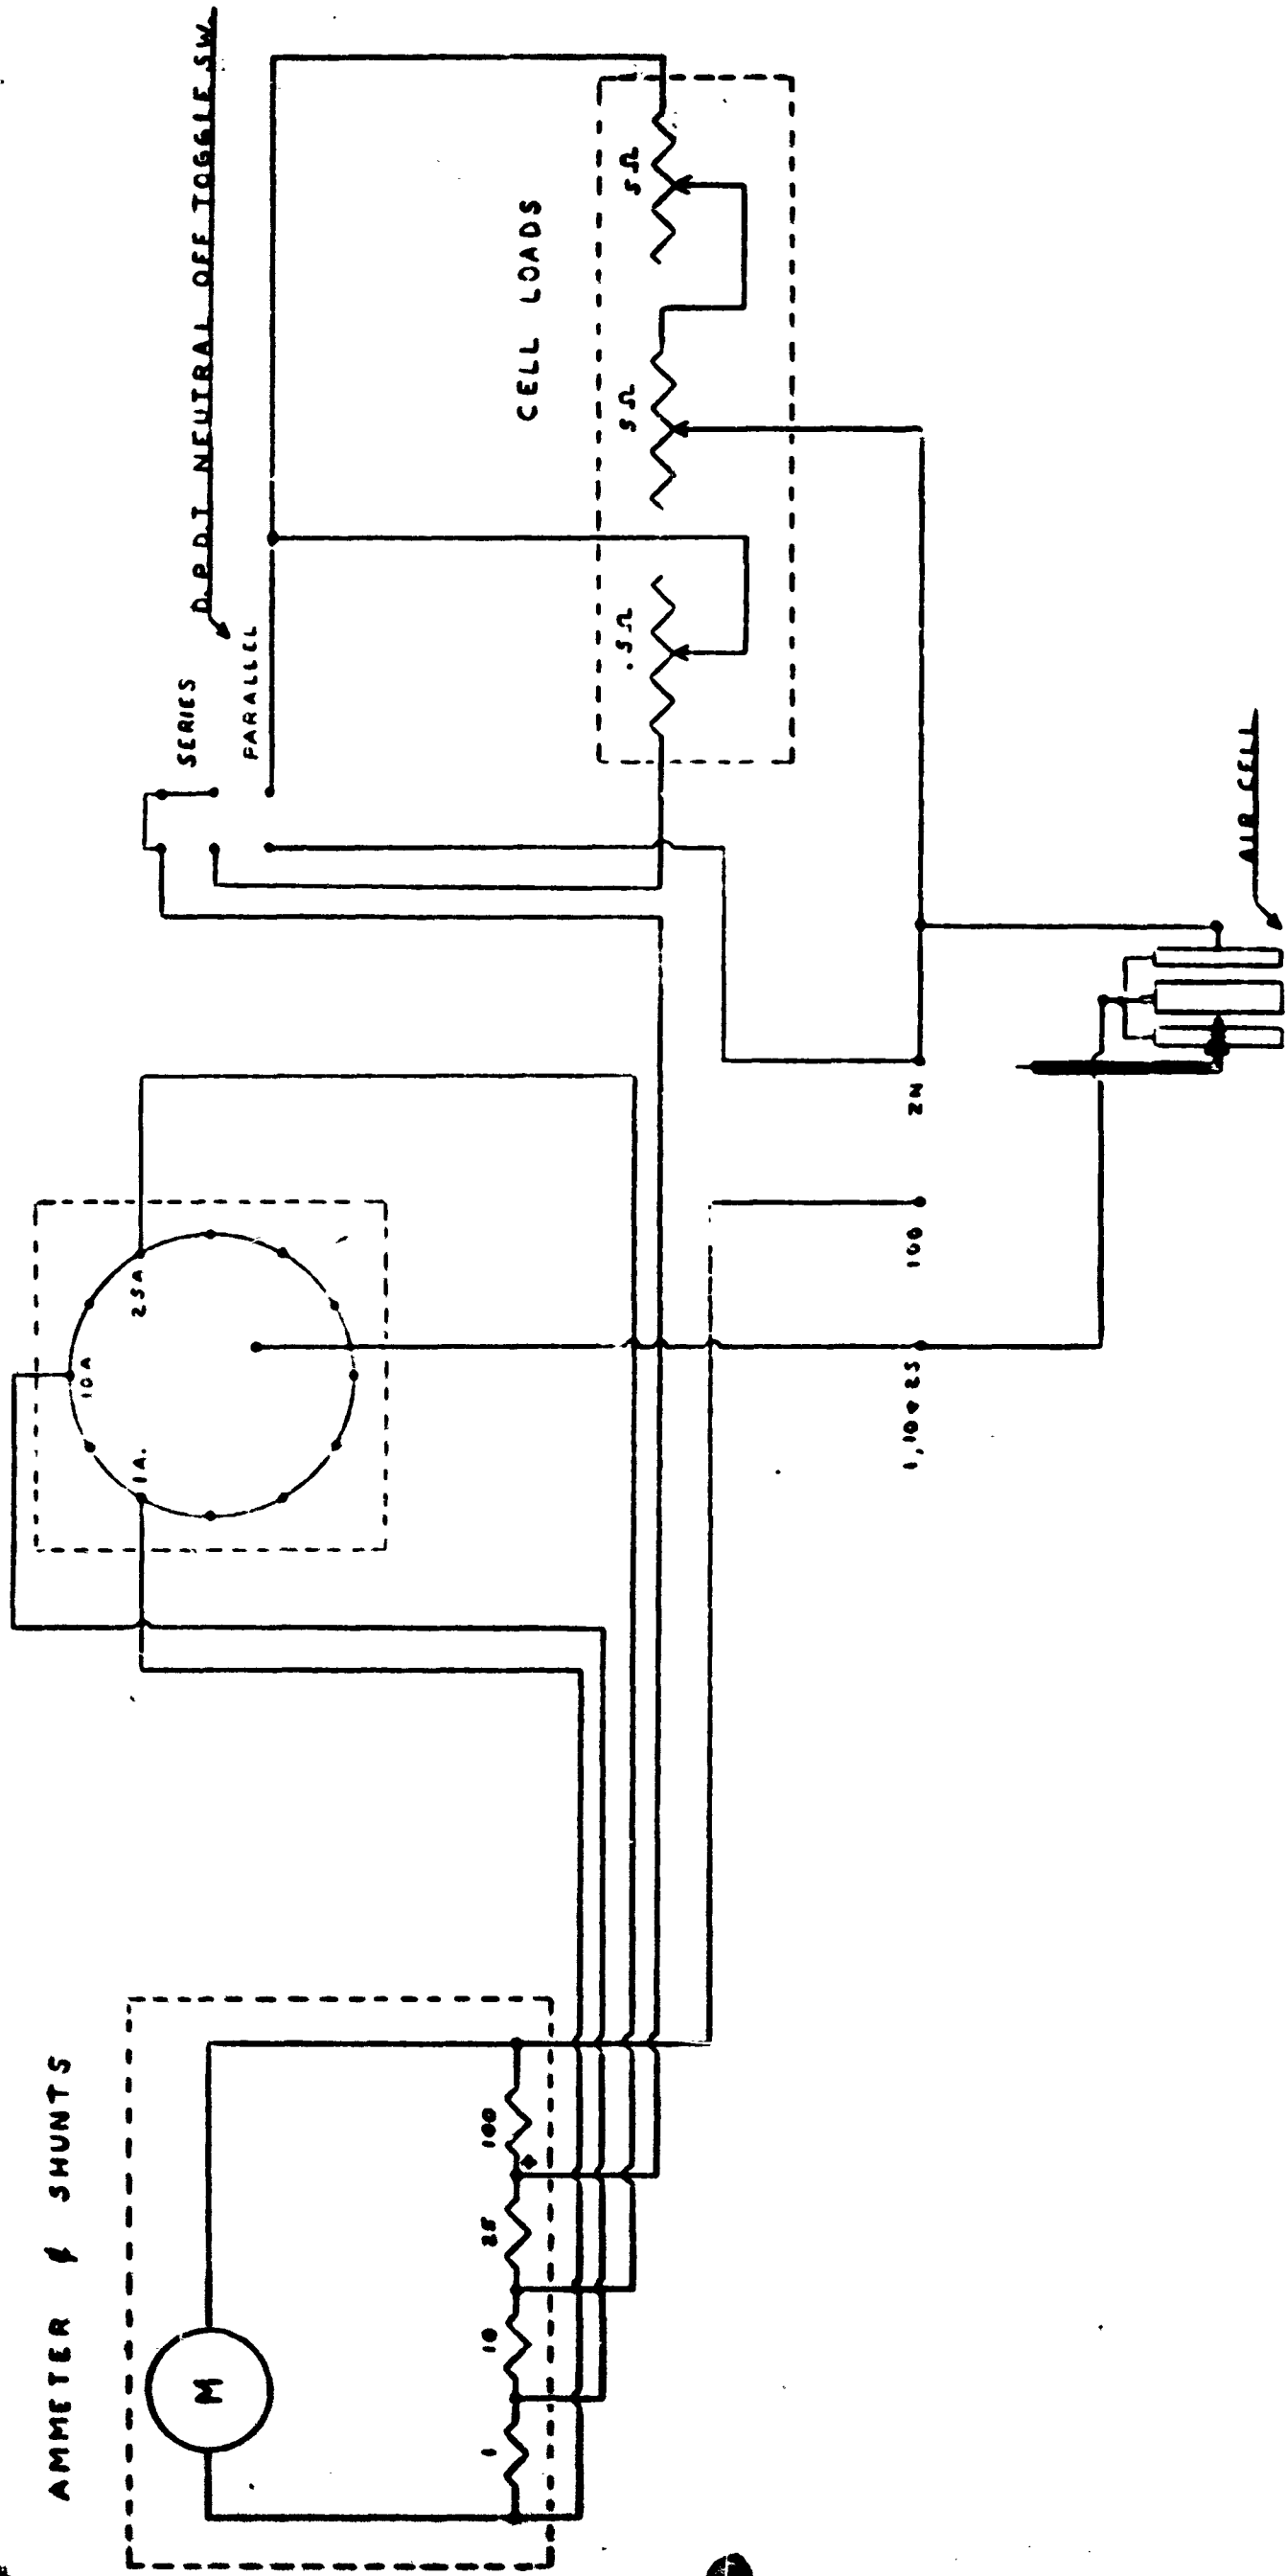 AMMETER & SHUNTS
M
1
10
25
100
1A.
10A
25A
1,10 & 25
100
ZN
SERIES
PARALLEL
D.P.D.T NEUTRAL OFF TOGGLE SW.
CELL LOADS
.5Ω
5Ω
5Ω
AIR CELL